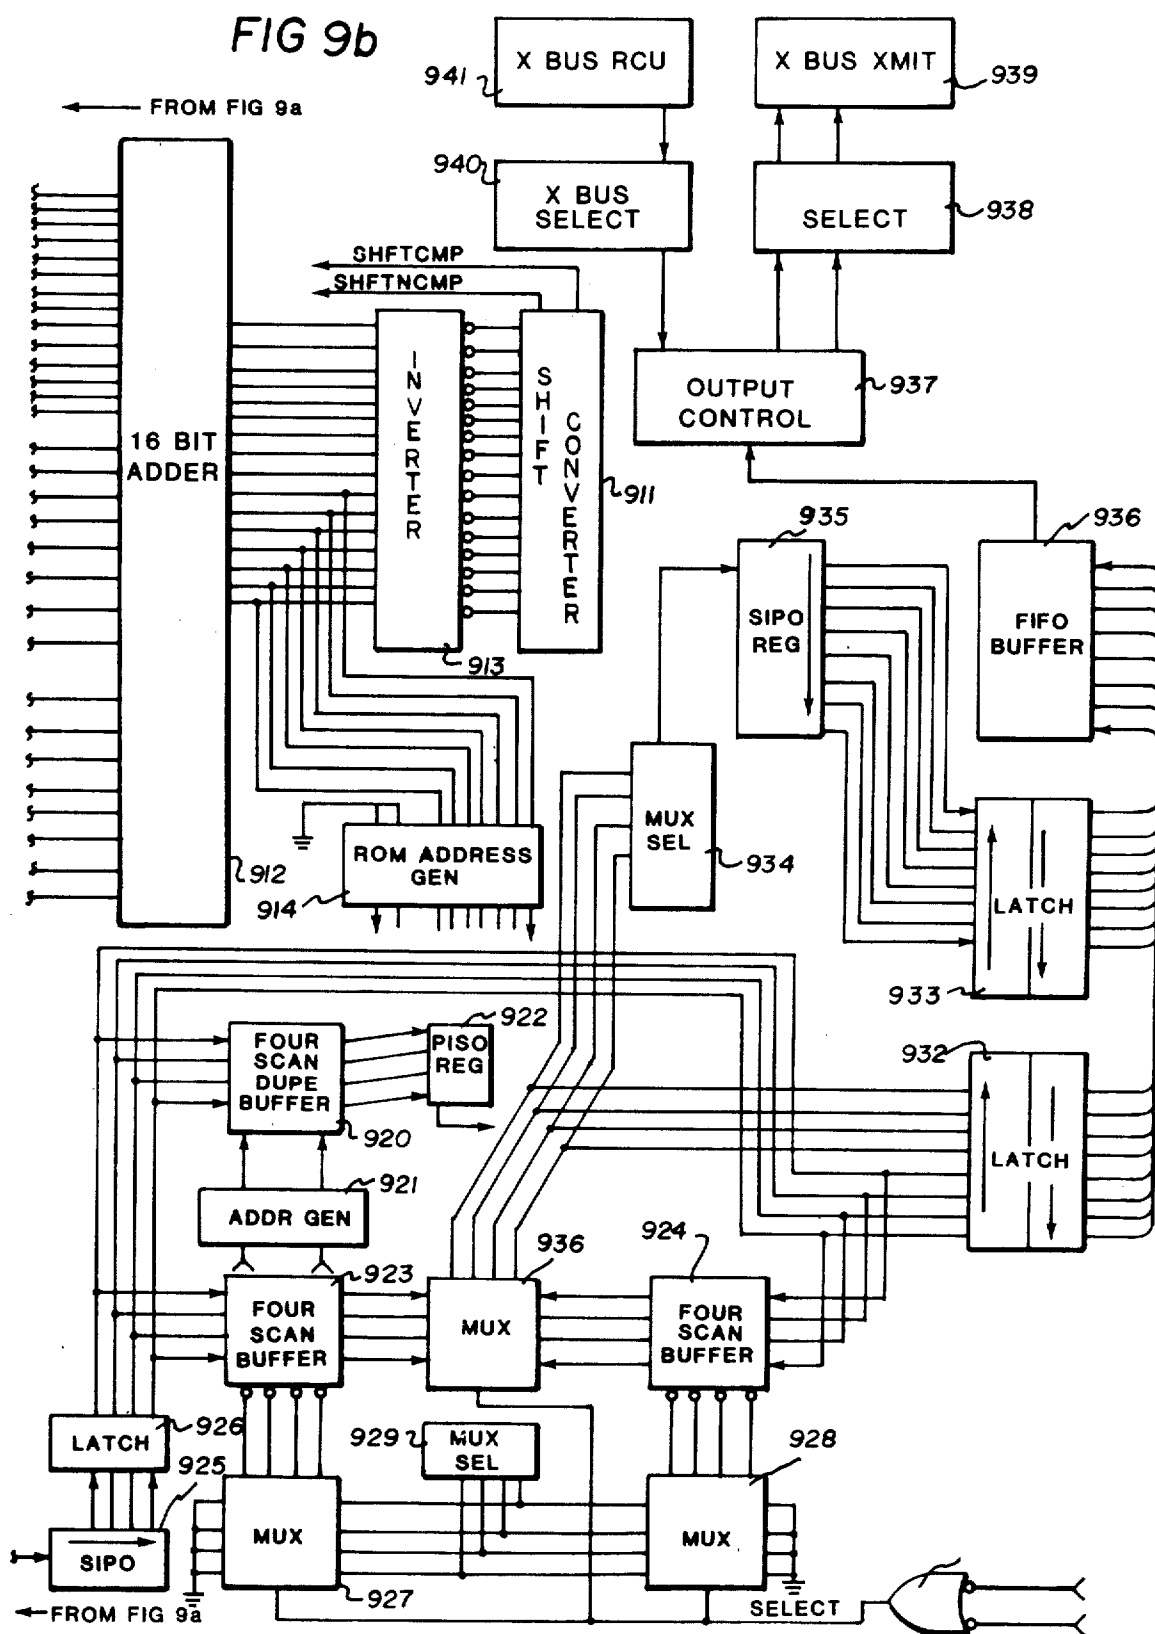 FIG 9b
X BUS RCU
941
X BUS XMIT
939
FROM FIG 9a
940
X BUS
SELECT
SELECT
938
SHFTCMP
SHFTNCMP
INVERTER
SHIFT
CONVERTER
911
OUTPUT
CONTROL
937
16 BIT
ADDER
935
936
SIPO
REG
FIFO
BUFFER
913
MUX
SEL
934
ROM ADDRESS
GEN
912
914
LATCH
933
922
FOUR
SCAN
DUPE
BUFFER
PISO
REG
932
920
921
ADDR GEN
LATCH
923
936
924
FOUR
SCAN
BUFFER
MUX
FOUR
SCAN
BUFFER
LATCH
926
929
MUX
SEL
928
925
SIPO
MUX
MUX
927
FROM FIG 9a
SELECT